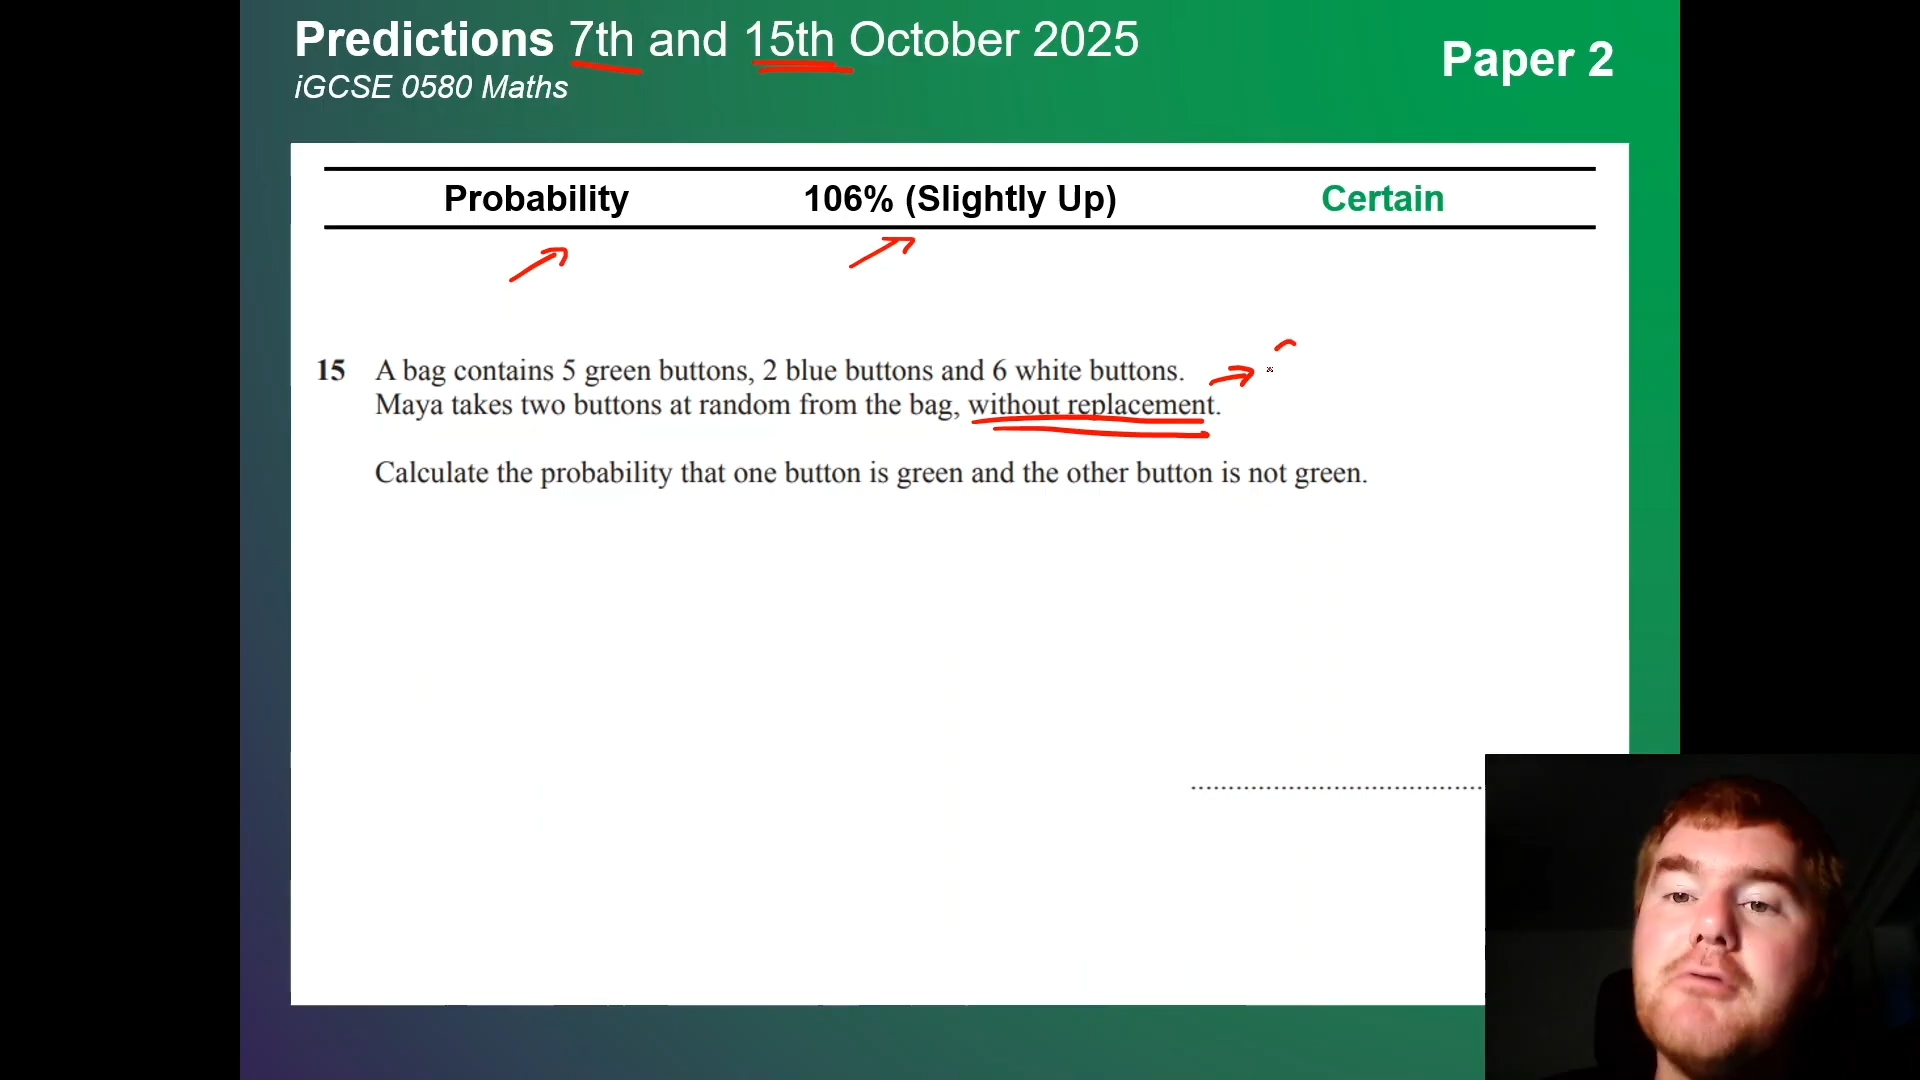 Predictions 7th and 15th October 2025
iGCSE 0580 Maths
Paper 2
Probability 106% (Slightly Up) Certain
15 A bag contains 5 green buttons, 2 blue buttons and 6 white buttons.
Maya takes two buttons at random from the bag, without replacement.
Calculate the probability that one button is green and the other button is not green.